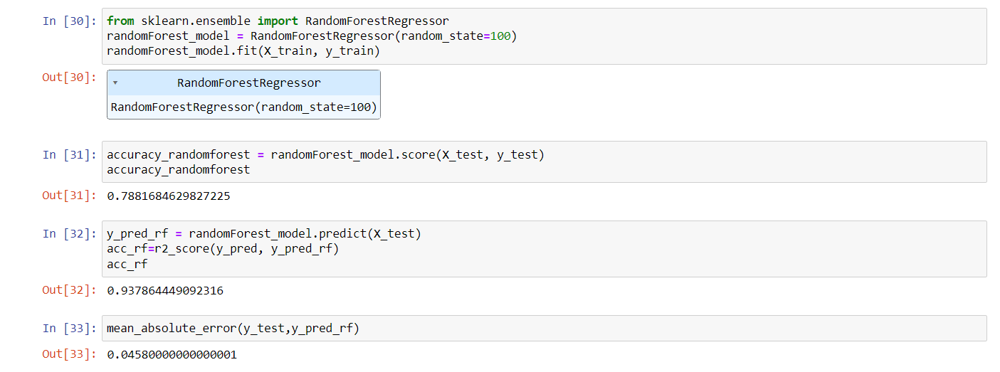 In [30]: from sklearn.ensemble import RandomForestRegressor
randomForest_model = RandomForestRegressor(random_state=100)
randomForest_model.fit(X_train, y_train)
Out[30]: RandomForestRegressor
RandomForestRegressor(random_state=100)
In [31]: accuracy_randomforest = randomForest_model.score(X_test, y_test)
accuracy_randomforest
Out[31]: 0.7881684629827225
In [32]: y_pred_rf = randomForest_model.predict(X_test)
acc_rf=r2_score(y_pred, y_pred_rf)
acc_rf
Out[32]: 0.937864449092316
In [33]: mean_absolute_error(y_test,y_pred_rf)
Out[33]: 0.04580000000000001